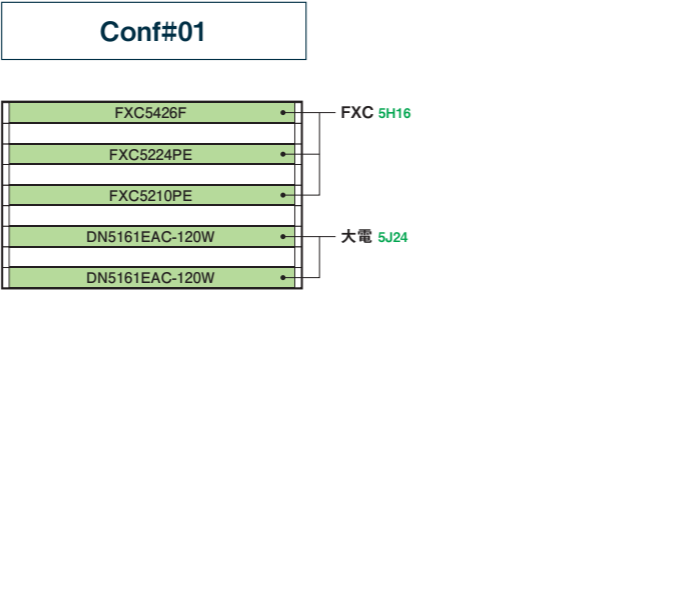 Conf#01
FXC5426F
FXC 5H16
FXC5224PE
FXC5210PE
DN5161EAC-120W
大電 5J24
DN5161EAC-120W